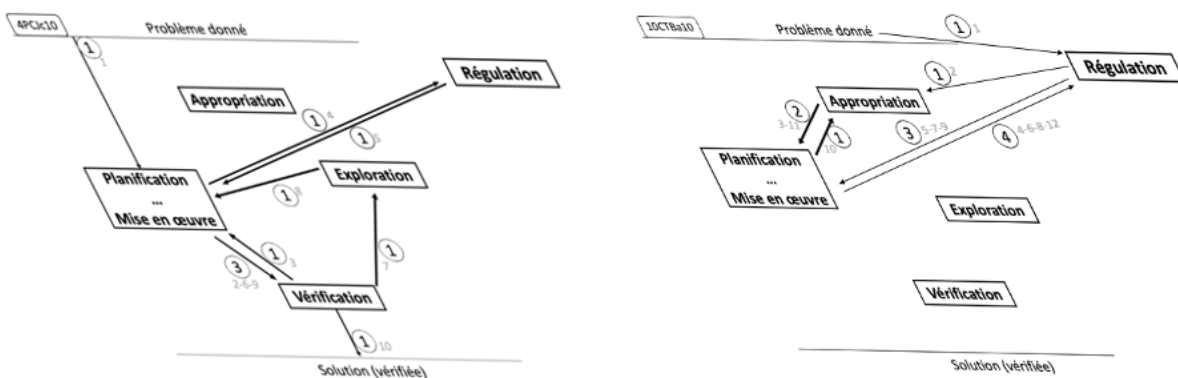 4PCJc10
Problème donné
1
1
Régulation
Appropriation
1 4
1 5
Planification
...
Mise en œuvre
Exploration
1 8
1
7
1 3
3
2-6-9
Vérification
1 10
Solution (vérifiée)
10CTBa10
Problème donné
1 1
Régulation
1 2
Appropriation
2
3-11
1
10
3 5-7-9
4 4-6-8-12
Planification
...
Mise en œuvre
Exploration
Vérification
Solution (vérifiée)